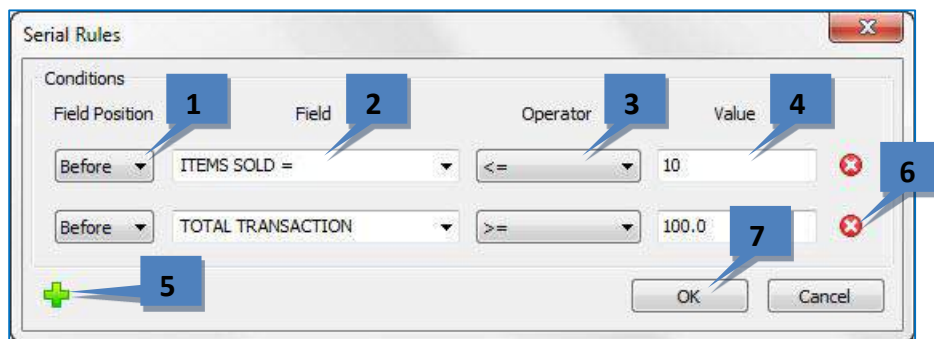 Serial Rules
x
Conditions
Field Position 1 Field 2 Operator 3 Value 4
Before ITEMS SOLD = <= 10
6
Before TOTAL TRANSACTION >= 100.0
7
5
OK Cancel